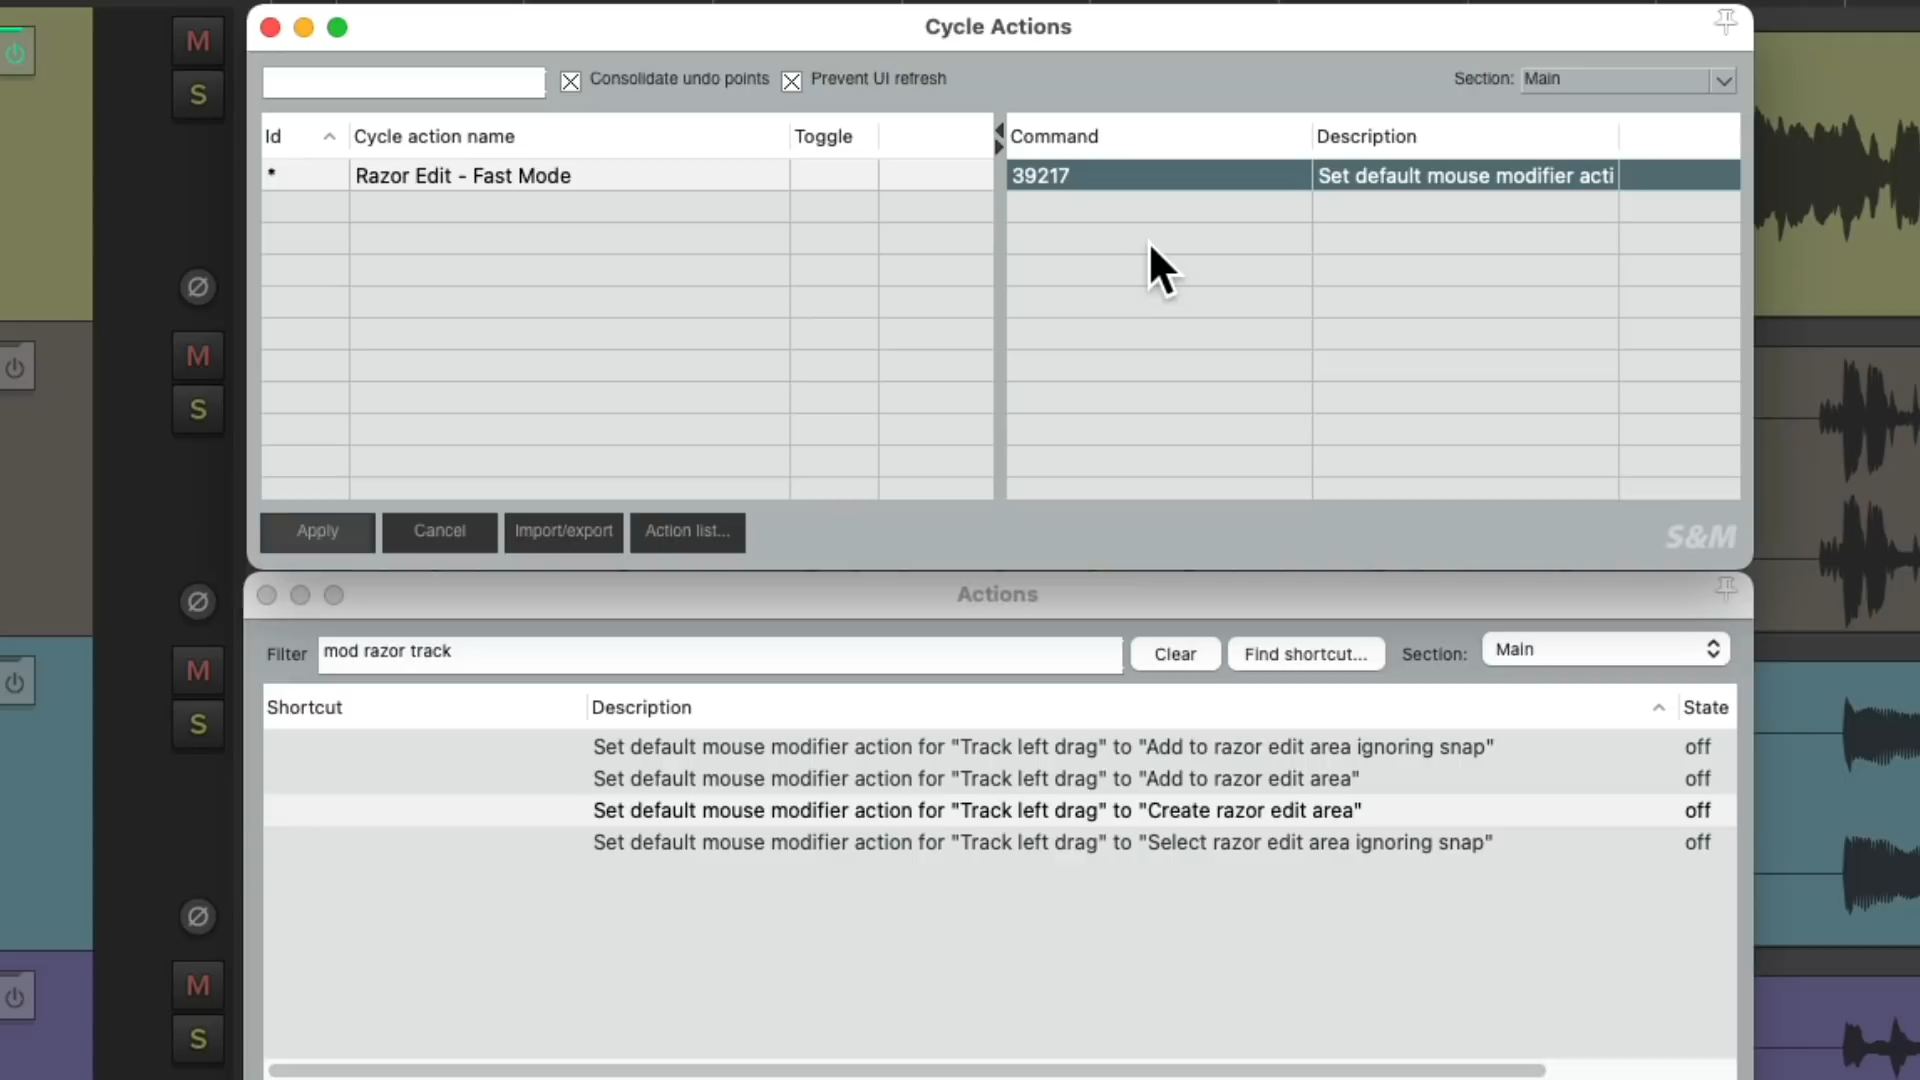 Cycle Actions
Consolidate undo points
Prevent UI refresh
Section: Main
Id Cycle action name Toggle
* Razor Edit - Fast Mode
Command Description
39217 Set default mouse modifier acti
Apply Cancel Import/export Action list...
S&M
Actions
Filter mod razor track Clear Find shortcut... Section: Main
Shortcut Description State
Set default mouse modifier action for "Track left drag" to "Add to razor edit area ignoring snap" off
Set default mouse modifier action for "Track left drag" to "Add to razor edit area" off
Set default mouse modifier action for "Track left drag" to "Create razor edit area" off
Set default mouse modifier action for "Track left drag" to "Select razor edit area ignoring snap" off
M
S
M
S
M
S
M
S